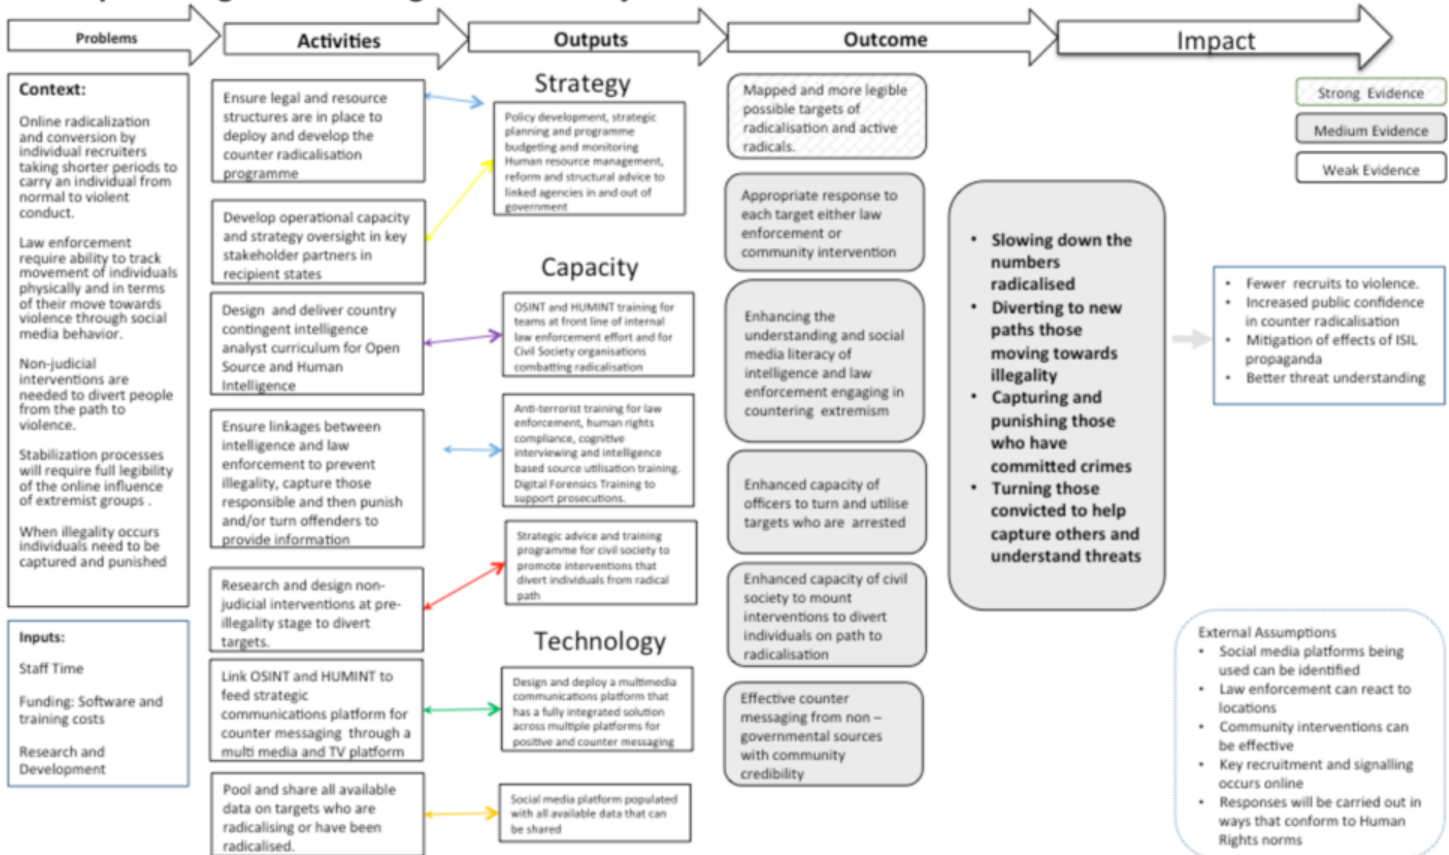 Problems
Activities
Outputs
Outcome
Impact
Context:
Online radicalization
and conversion by
individual recruiters
taking shorter periods to
carry an individual from
normal to violent
conduct.
Law enforcement
require ability to track
movement of individuals
physically and in terms
of their move towards
violence through social
media behavior.
Non-judicial
interventions are
needed to divert people
from the path to
violence.
Stabilization processes
will require full legibility
of the online influence
of extremist groups .
When illegality occurs
individuals need to be
captured and punished
Inputs:
Staff Time
Funding: Software and
training costs
Research and
Development
Ensure legal and resource
structures are in place to
deploy and develop the
counter radicalisation
programme
Develop operational capacity
and strategy oversight in key
stakeholder partners in
recipient states
Design and deliver country
contingent intelligence
analyst curriculum for Open
Source and Human
Intelligence
Ensure linkages between
intelligence and law
enforcement to prevent
illegality, capture those
responsible and then punish
and/or turn offenders to
provide information
Research and design non-
judicial interventions at pre-
illegality stage to divert
targets.
Link OSINT and HUMINT to
feed strategic
communications platform for
counter messaging through a
multi media and TV platform
Pool and share all available
data on targets who are
radicalising or have been
radicalised.
Strategy
Policy development, strategic
planning and programme
budgeting and monitoring
Human resource management,
reform and structural advice to
linked agencies in and out of
government
Capacity
OSINT and HUMINT training for
teams at front line of internal
law enforcement effort and for
Civil Society organisations
combatting radicalisation
Anti-terrorist training for law
enforcement, human rights
compliance, cognitive
interviewing and intelligence
based source utilisation training.
Digital Forensics Training to
support prosecutions.
Strategic advice and training
programme for civil society to
promote interventions that
divert individuals from radical
path
Technology
Design and deploy a multimedia
communications platform that
has a fully integrated solution
across multiple platforms for
positive and counter messaging
Social media platform populated
with all available data that can
be shared
Mapped and more legible
possible targets of
radicalisation and active
radicals.
Appropriate response to
each target either law
enforcement or
community intervention
Enhancing the
understanding and social
media literacy of
intelligence and law
enforcement engaging in
countering extremism
Enhanced capacity of
officers to turn and utilise
targets who are arrested
Enhanced capacity of civil
society to mount
interventions to divert
individuals on path to
radicalisation
Effective counter
messaging from non –
governmental sources
with community
credibility
• Slowing down the
numbers
radicalised
• Diverting to new
paths those
moving towards
illegality
• Capturing and
punishing those
who have
committed crimes
• Turning those
convicted to help
capture others and
understand threats
Strong Evidence
Medium Evidence
Weak Evidence
• Fewer recruits to violence.
• Increased public confidence
in counter radicalisation
• Mitigation of effects of ISIL
propaganda
• Better threat understanding
External Assumptions
• Social media platforms being
used can be identified
• Law enforcement can react to
locations
• Community interventions can
be effective
• Key recruitment and signalling
occurs online
• Responses will be carried out in
ways that conform to Human
Rights norms